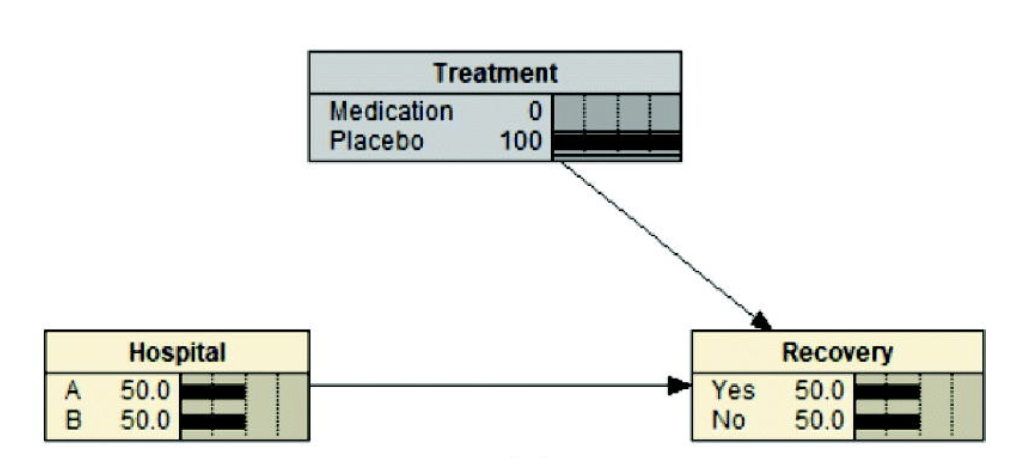 Treatment
Medication 0
Placebo 100
Hospital
A 50.0
B 50.0
Recovery
Yes 50.0
No 50.0